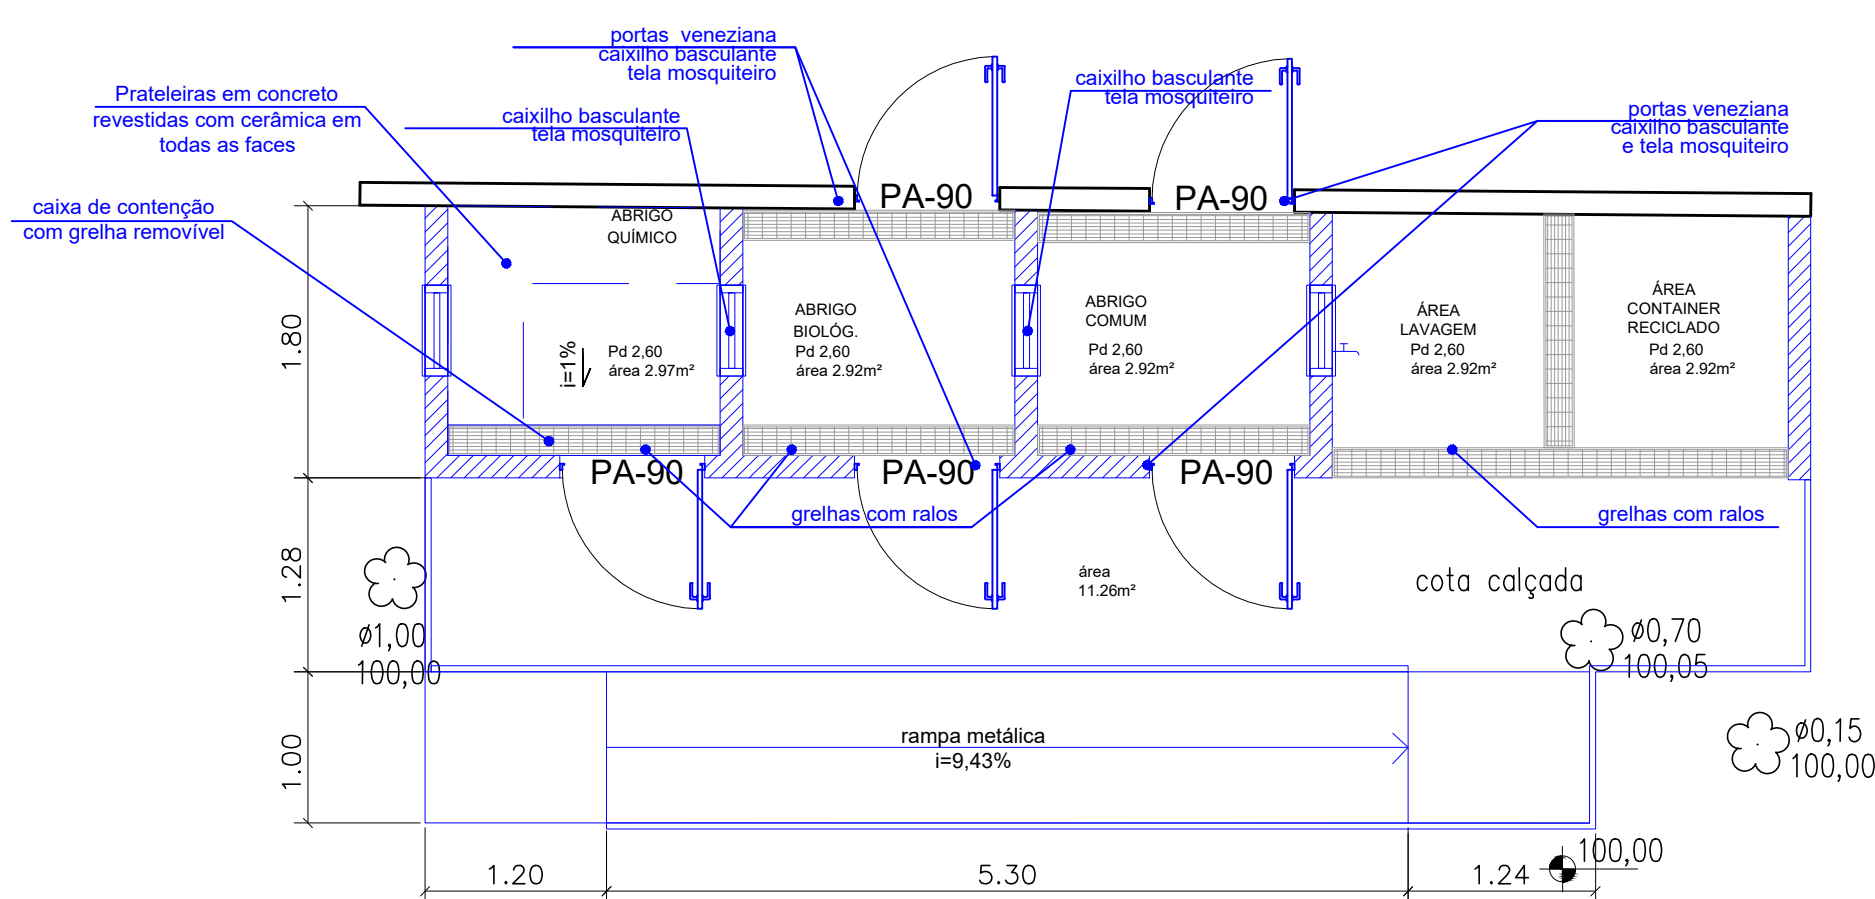 portas veneziana
caixilho basculante
tela mosquiteiro
Prateleiras em concreto
revestidas com cerâmica em
todas as faces
caixilho basculante
tela mosquiteiro
caixilho basculante
tela mosquiteiro
portas veneziana
caixilho basculante
e tela mosquiteiro
caixa de contenção
com grelha removível
PA-90
PA-90
ABRIGO
QUÍMICO
i=1%
Pd 2,60
área 2.97m²
ABRIGO
BIOLÓG.
Pd 2,60
área 2.92m²
ABRIGO
COMUM
Pd 2,60
área 2.92m²
ÁREA
LAVAGEM
Pd 2,60
área 2.92m²
ÁREA
CONTAINER
RECICLADO
Pd 2,60
área 2.92m²
1.80
PA-90
PA-90
PA-90
grelhas com ralos
grelhas com ralos
1.28
área
11.26m²
cota calçada
ø1,00
100,00
ø0,70
100,05
1.00
rampa metálica
i=9,43%
ø0,15
100,00
100,00
1.20
5.30
1.24